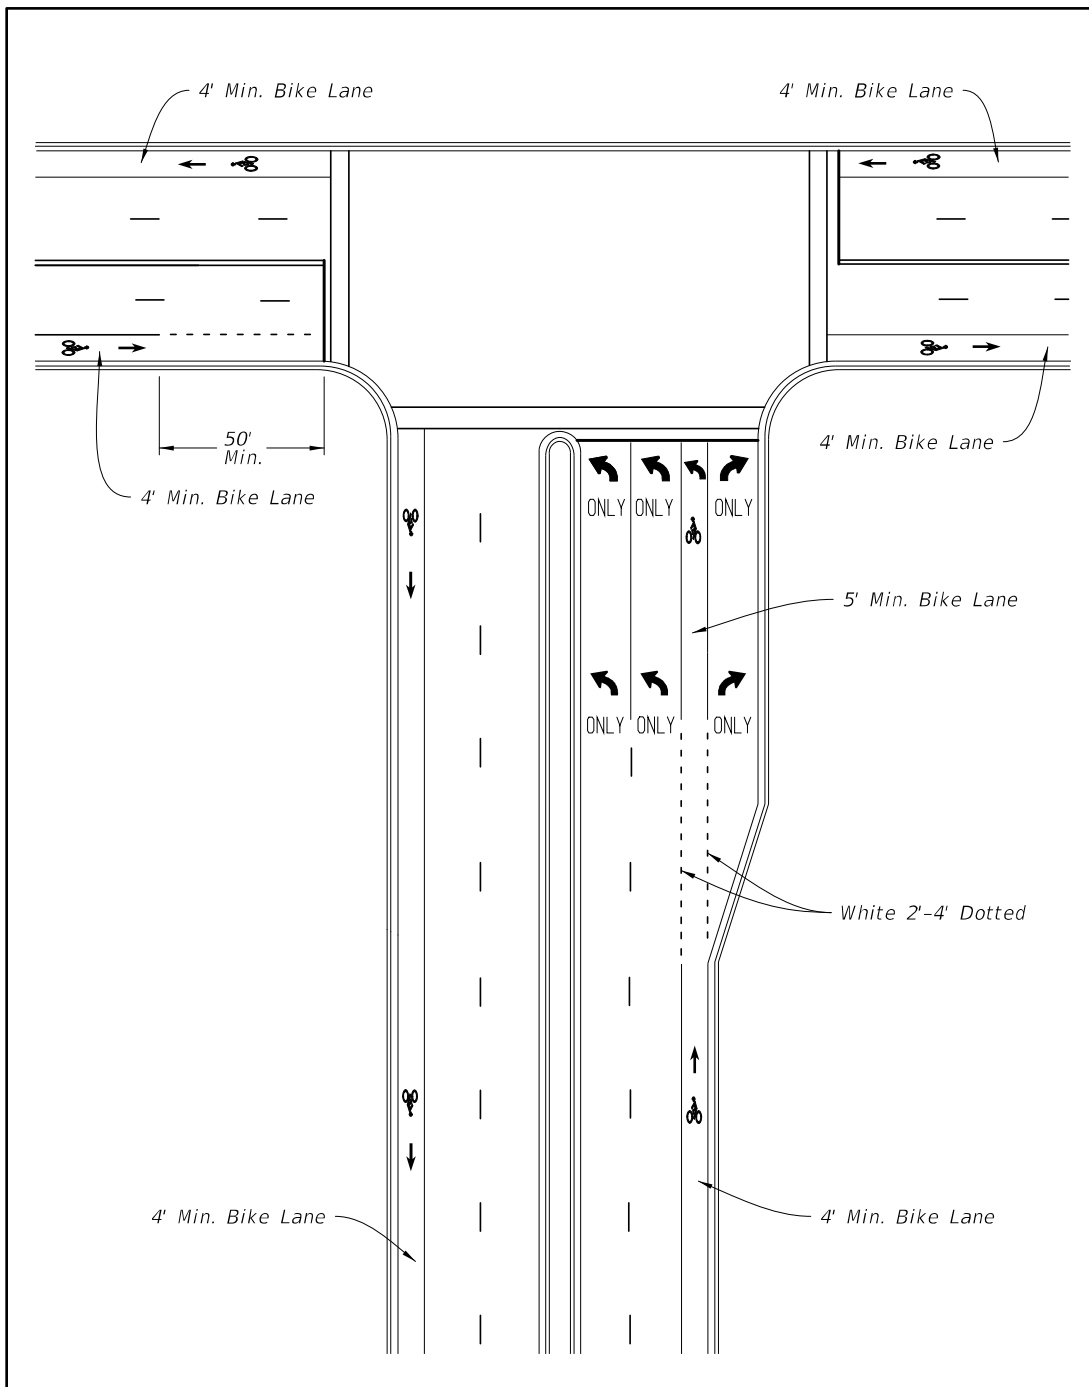 4' Min. Bike Lane
4' Min. Bike Lane
50'
Min.
4' Min. Bike Lane
4' Min. Bike Lane
ONLY ONLY ONLY
5' Min. Bike Lane
ONLY ONLY ONLY
White 2'-4' Dotted
4' Min. Bike Lane
4' Min. Bike Lane